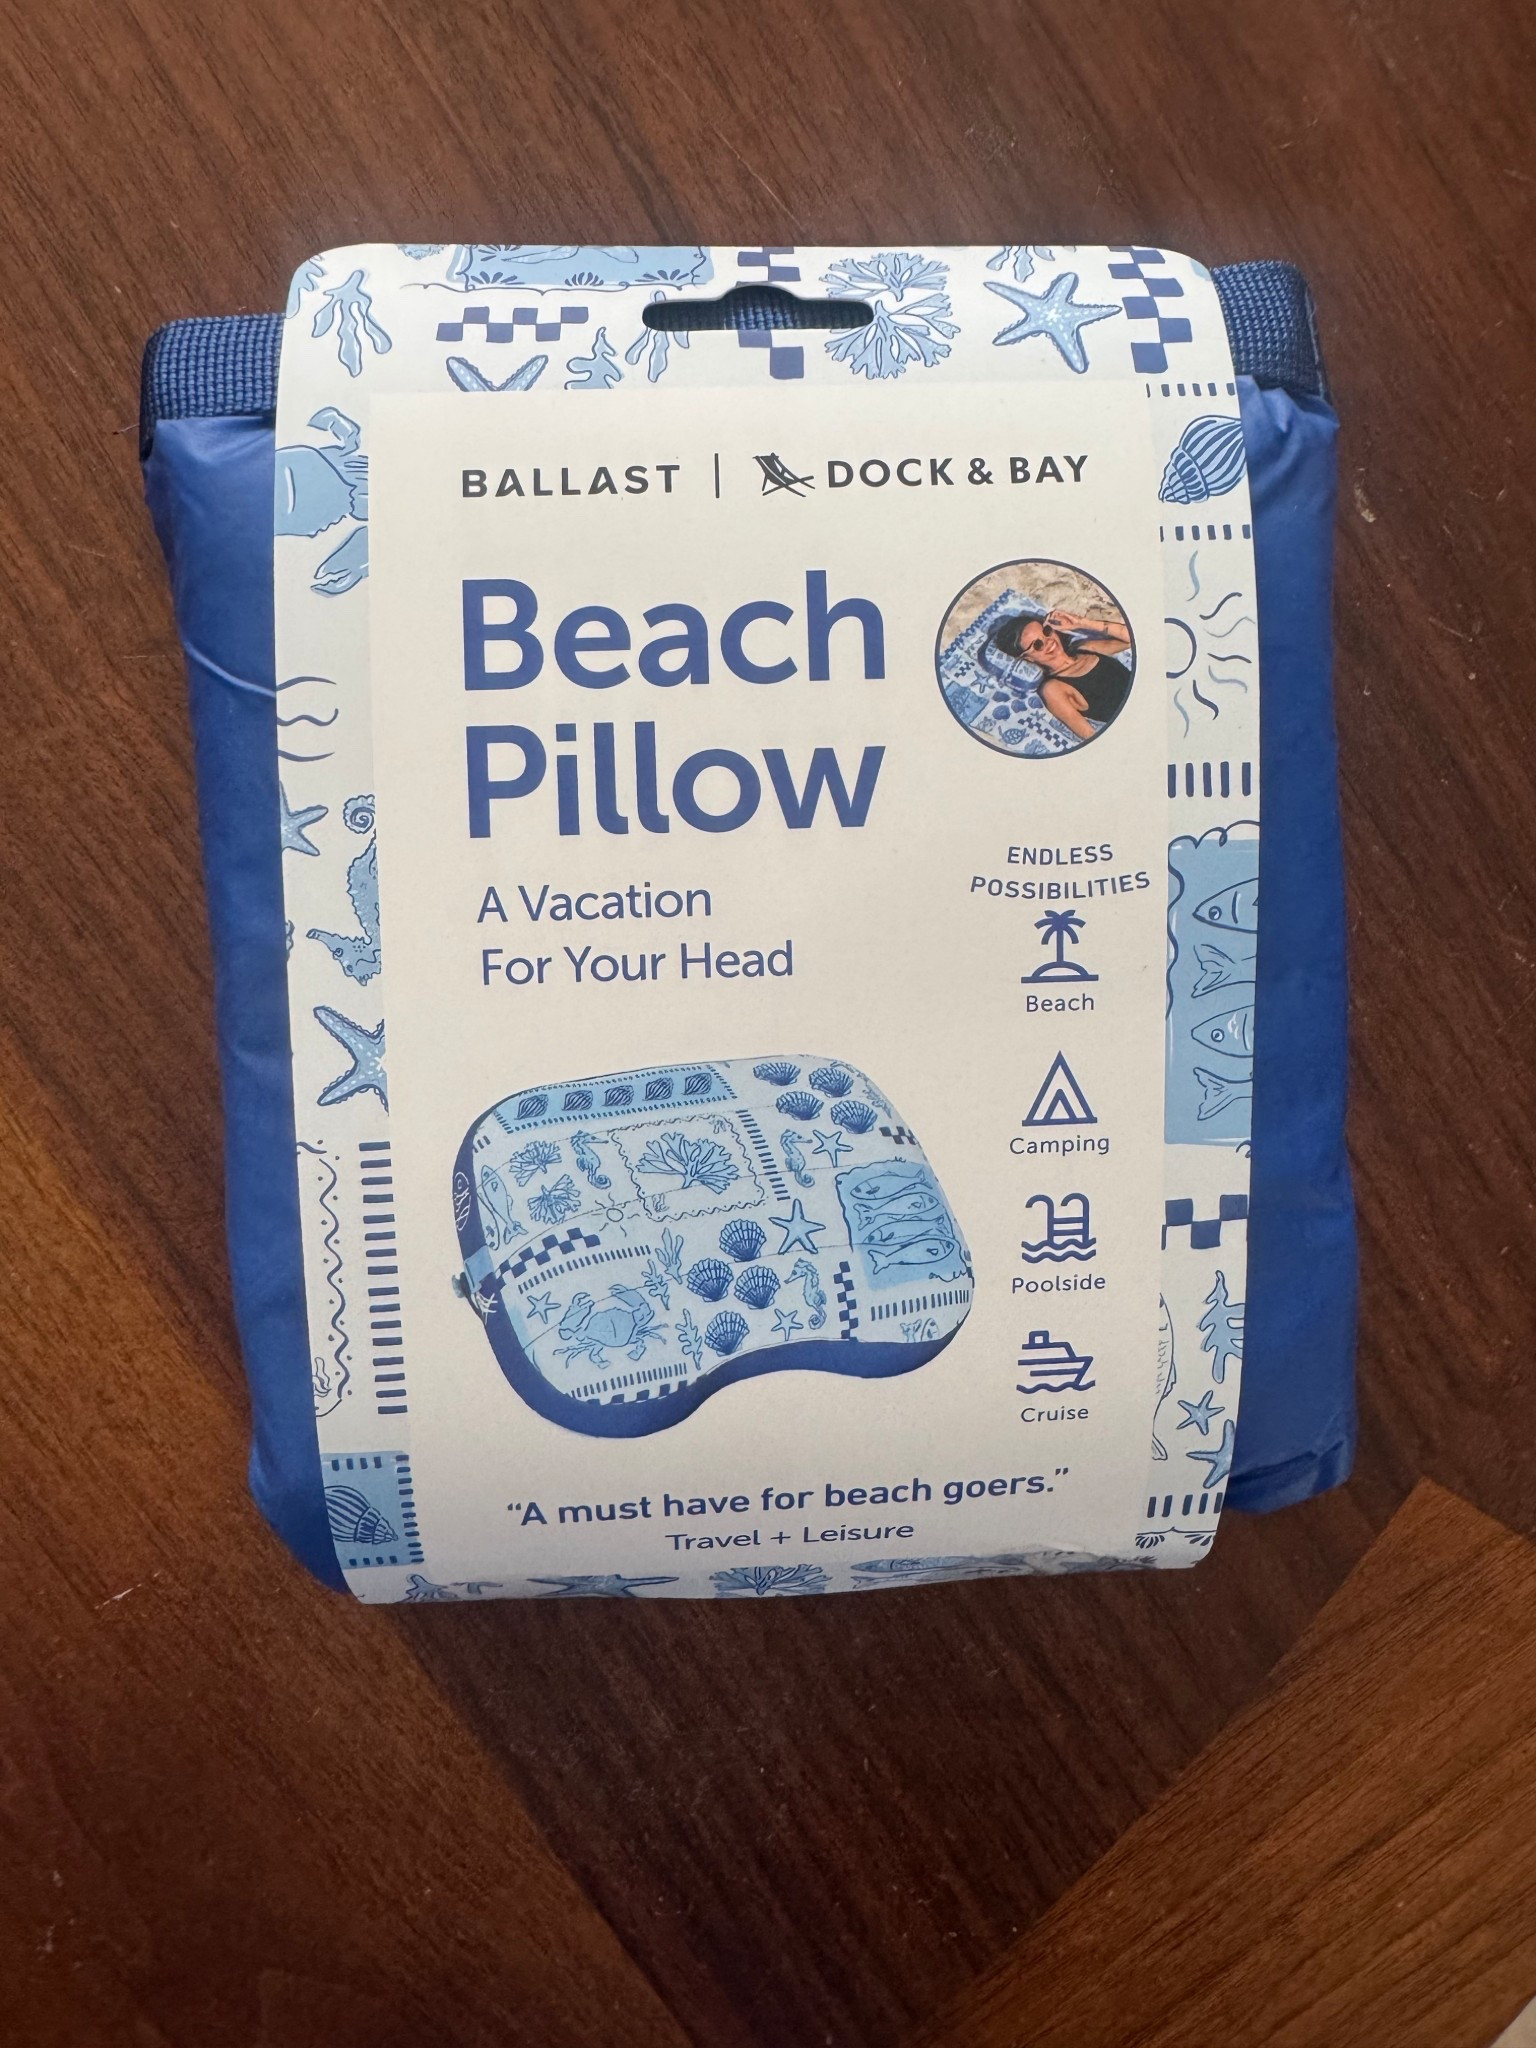 BALLAST | DOCK & BAY
Beach
Pillow
A Vacation
For Your Head
ENDLESS
POSSIBILITIES
Beach
Camping
Poolside
Cruise
“A must have for beach goers.”
Travel + Leisure